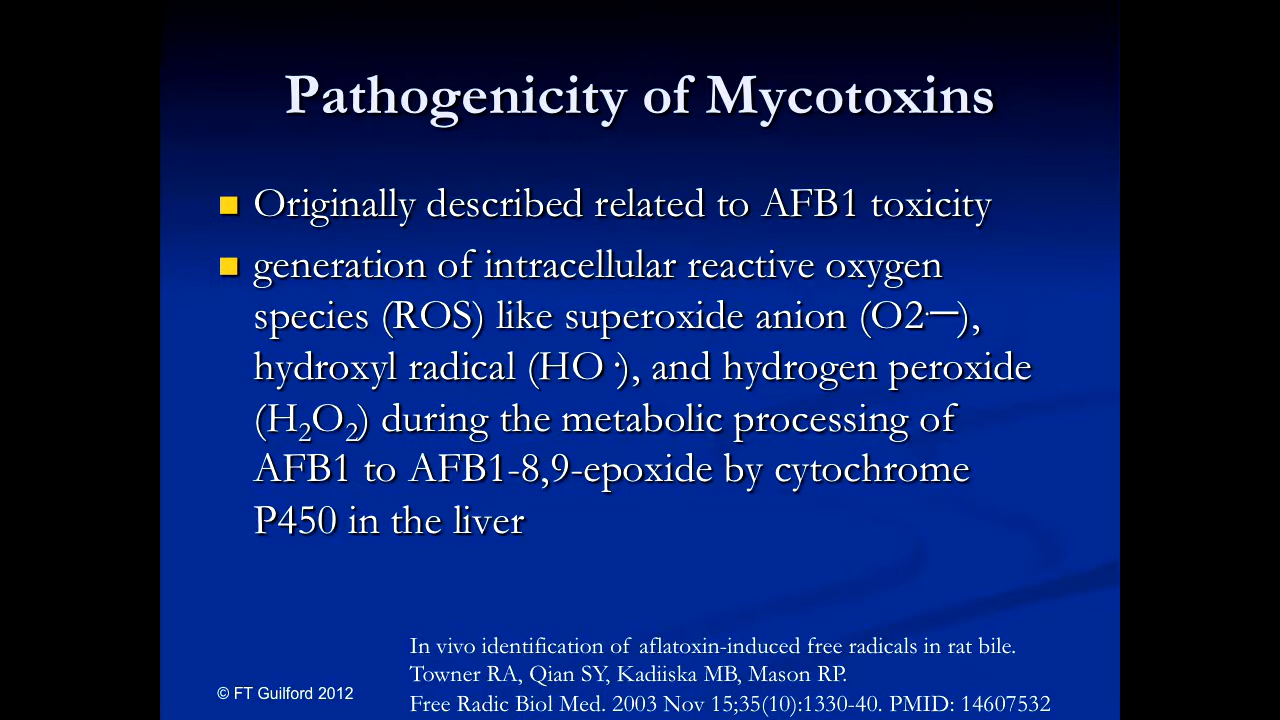 Pathogenicity of Mycotoxins
Originally described related to AFB1 toxicity
generation of intracellular reactive oxygen
species (ROS) like superoxide anion (O2·—),
hydroxyl radical (HO ·), and hydrogen peroxide
(H₂O₂) during the metabolic processing of
AFB1 to AFB1-8,9-epoxide by cytochrome
P450 in the liver
In vivo identification of aflatoxin-induced free radicals in rat bile.
Towner RA, Qian SY, Kadiiska MB, Mason RP.
© FT Guilford 2012
Free Radic Biol Med. 2003 Nov 15;35(10):1330-40. PMID: 14607532